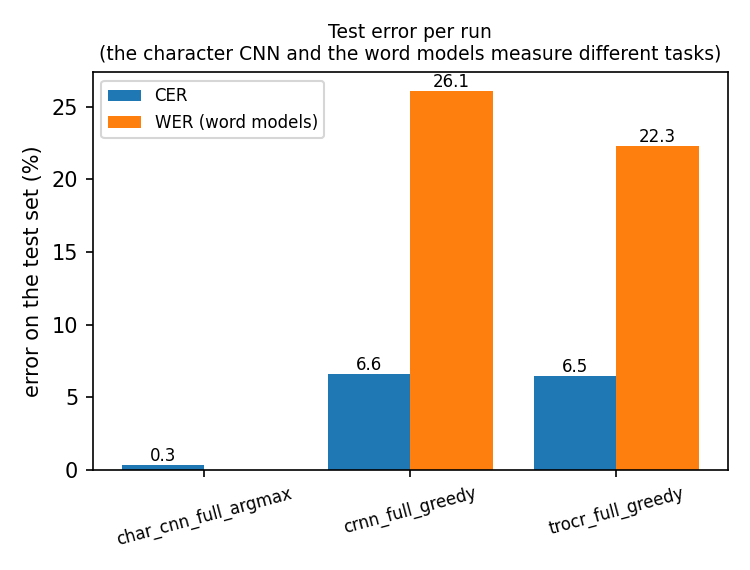 Test error per run
(the character CNN and the word models measure different tasks)
CER
WER (word models)
error on the test set (%)
25
20
15
10
5
0
0.3
6.6
26.1
6.5
22.3
char_cnn_full_argmax
crnn_full_greedy
trocr_full_greedy